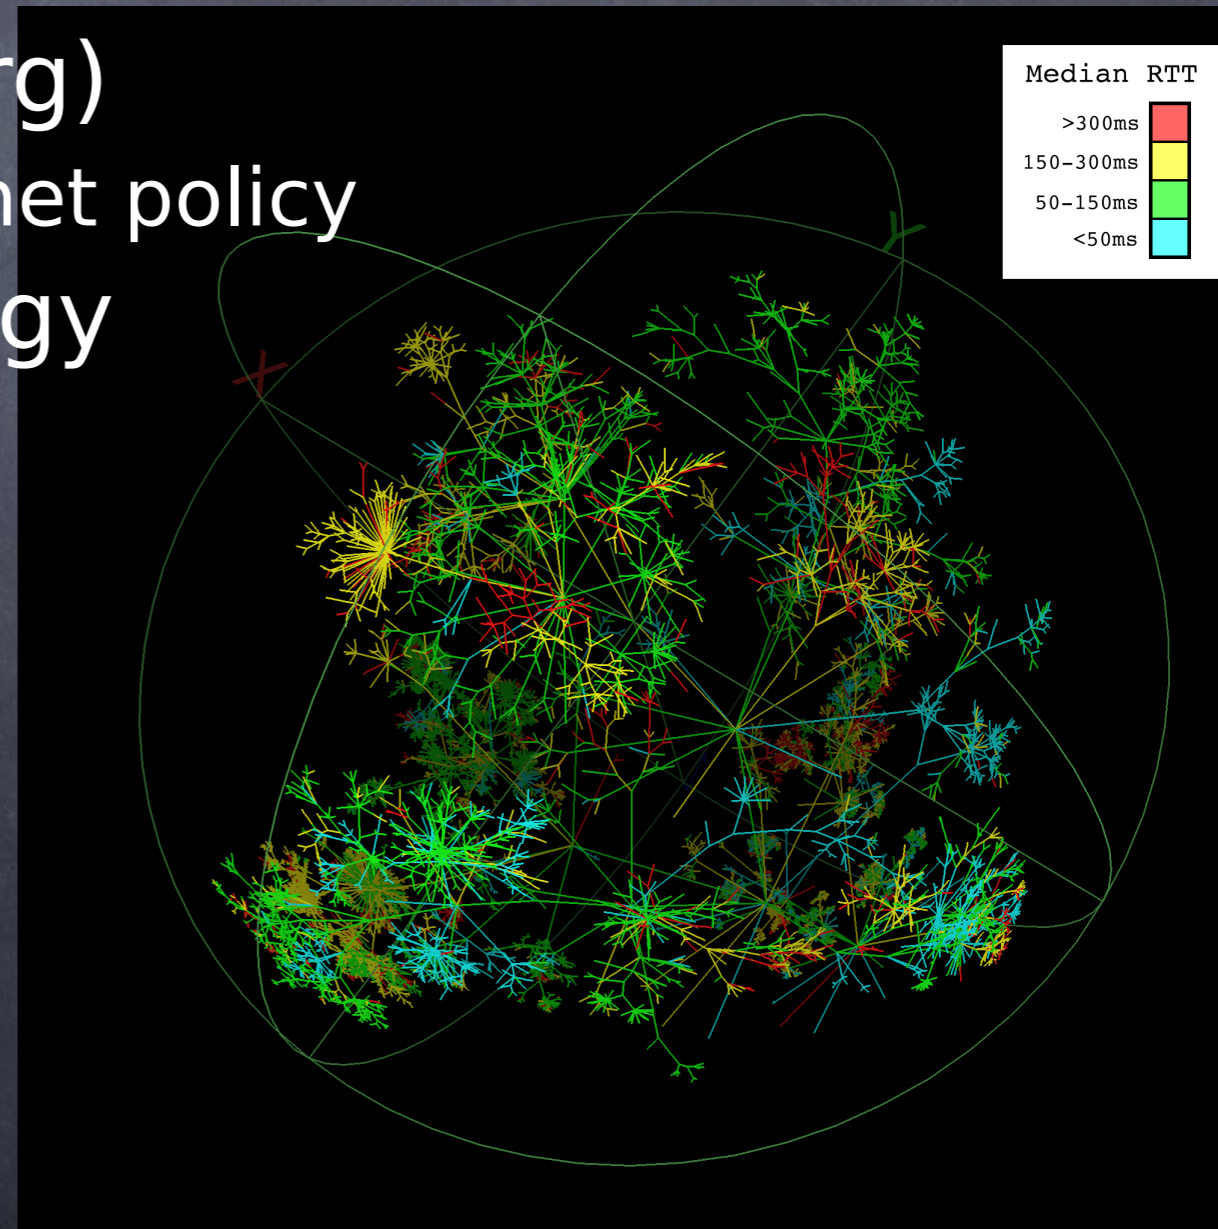 rg)
net policy
gy
Median RTT
>300ms
150-300ms
50-150ms
<50ms
X
Y